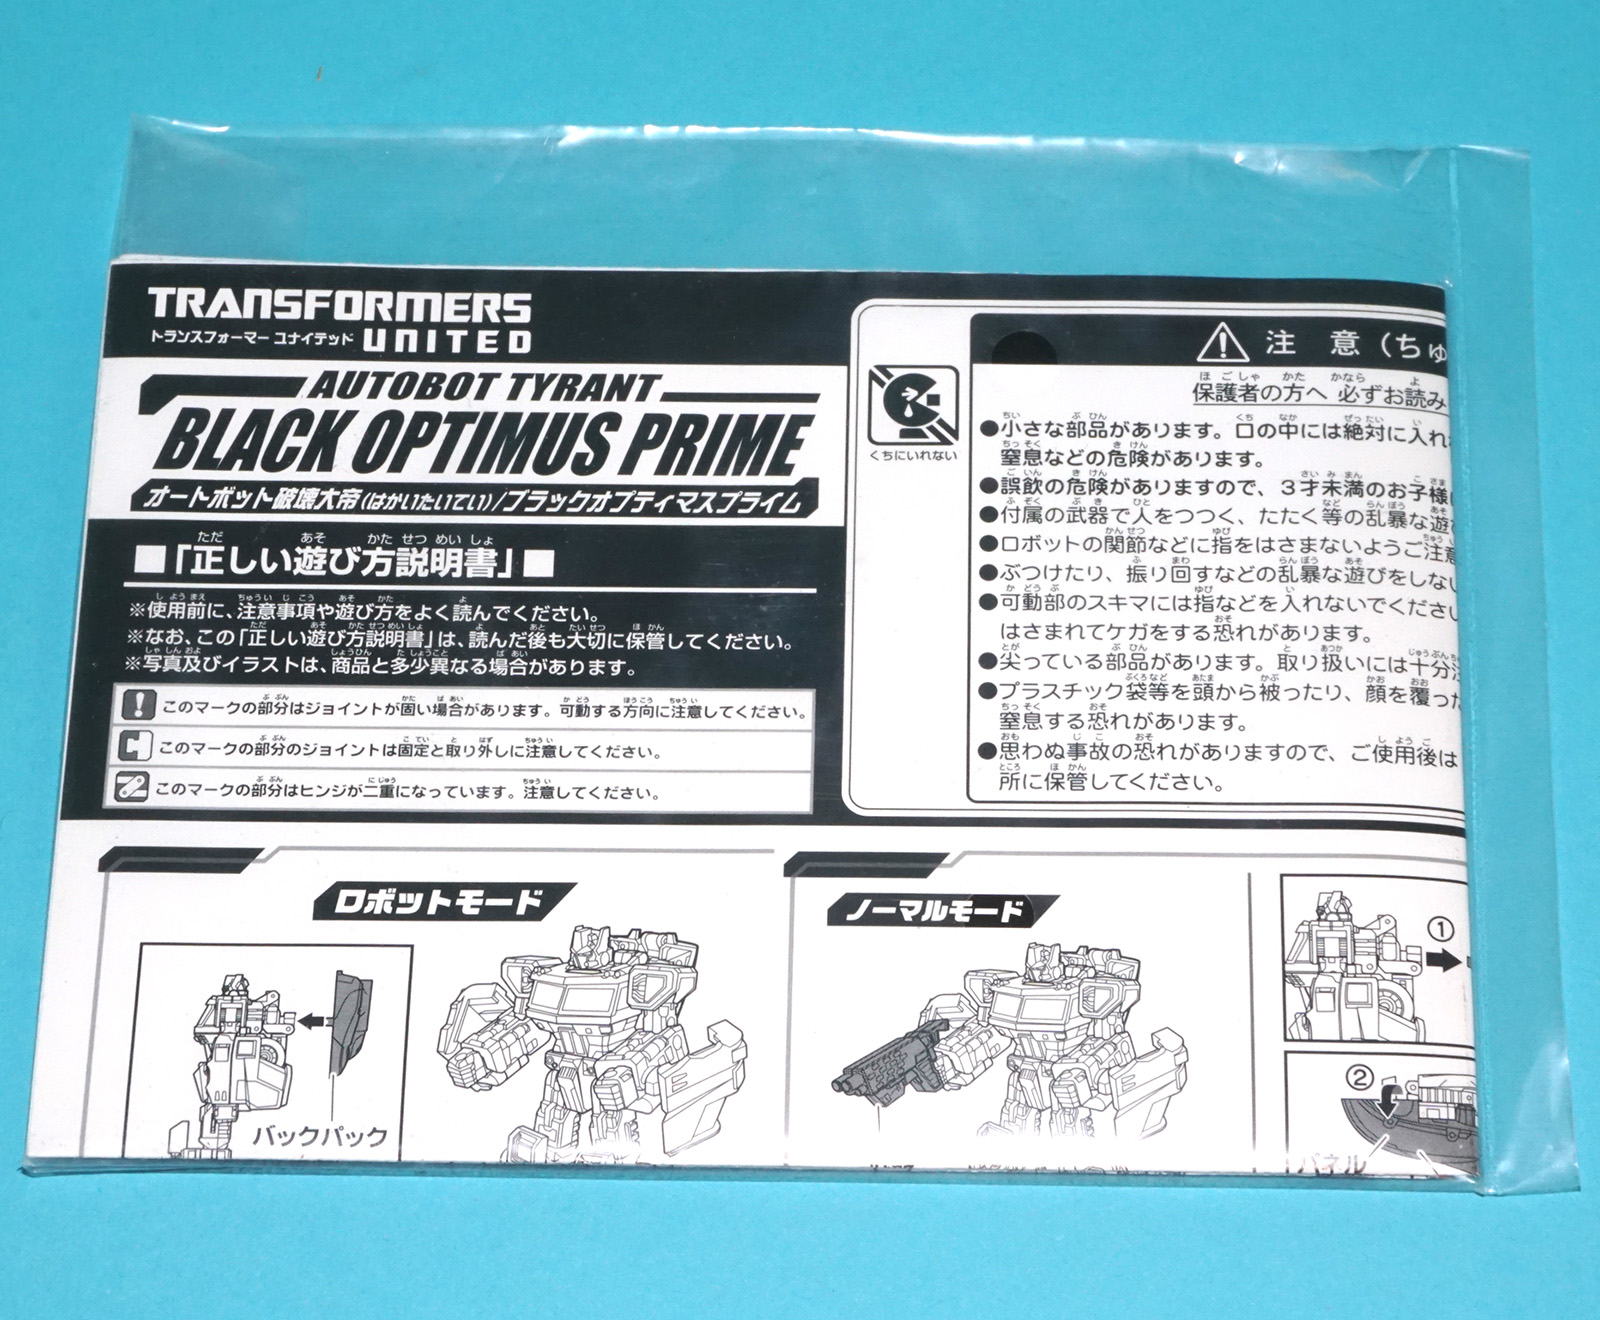 TRANSFORMERS
トランスフォーマー ユナイテッド UNITED
AUTOBOT TYRANT
BLACK OPTIMUS PRIME
オートボット破壊大帝(はかいたいてい)/ブラックオプティマスプライム
■「正しい遊び方説明書」■
※使用前に、注意事項や遊び方をよく読んでください。
※なお、この「正しい遊び方説明書」は、読んだ後も大切に保管してください。
※写真及びイラストは、商品と多少異なる場合があります。
このマークの部分はジョイントが固い場合があります。可動する方向に注意してください。
このマークの部分のジョイントは固定と取り外しに注意してください。
このマークの部分はヒンジが二重になっています。注意してください。
くちにいれない
注 意（ちゅ
保護者の方へ 必ずお読み
●小さな部品があります。口の中には絶対に入れ
窒息などの危険があります。
●誤飲の危険がありますので、3才未満のお子様
●付属の武器で人をつつく、たたく等の乱暴な遊
●ロボットの関節などに指をはさまないようご注意
●ぶつけたり、振り回すなどの乱暴な遊びをしない
●可動部のスキマには指などを入れないでくださ
はさまれてケガをする恐れがあります。
●尖っている部品があります。取り扱いには十分
●プラスチック袋等を頭から被ったり、顔を覆った
窒息する恐れがあります。
●思わぬ事故の恐れがありますので、ご使用後は
所に保管してください。
ロボットモード
バックパック
ノーマルモード
①
②
パネル